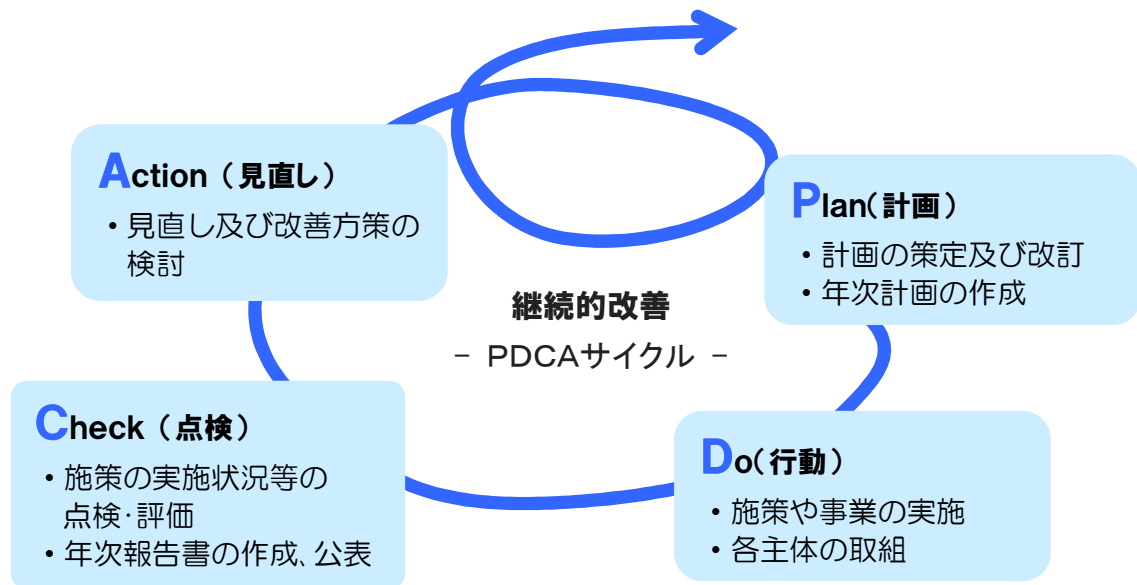 Action（見直し）
・見直し及び改善方策の
検討
Plan（計画）
・計画の策定及び改訂
・年次計画の作成
継続的改善
－ PDCAサイクル －
Check（点検）
・施策の実施状況等の
点検・評価
・年次報告書の作成、公表
Do（行動）
・施策や事業の実施
・各主体の取組